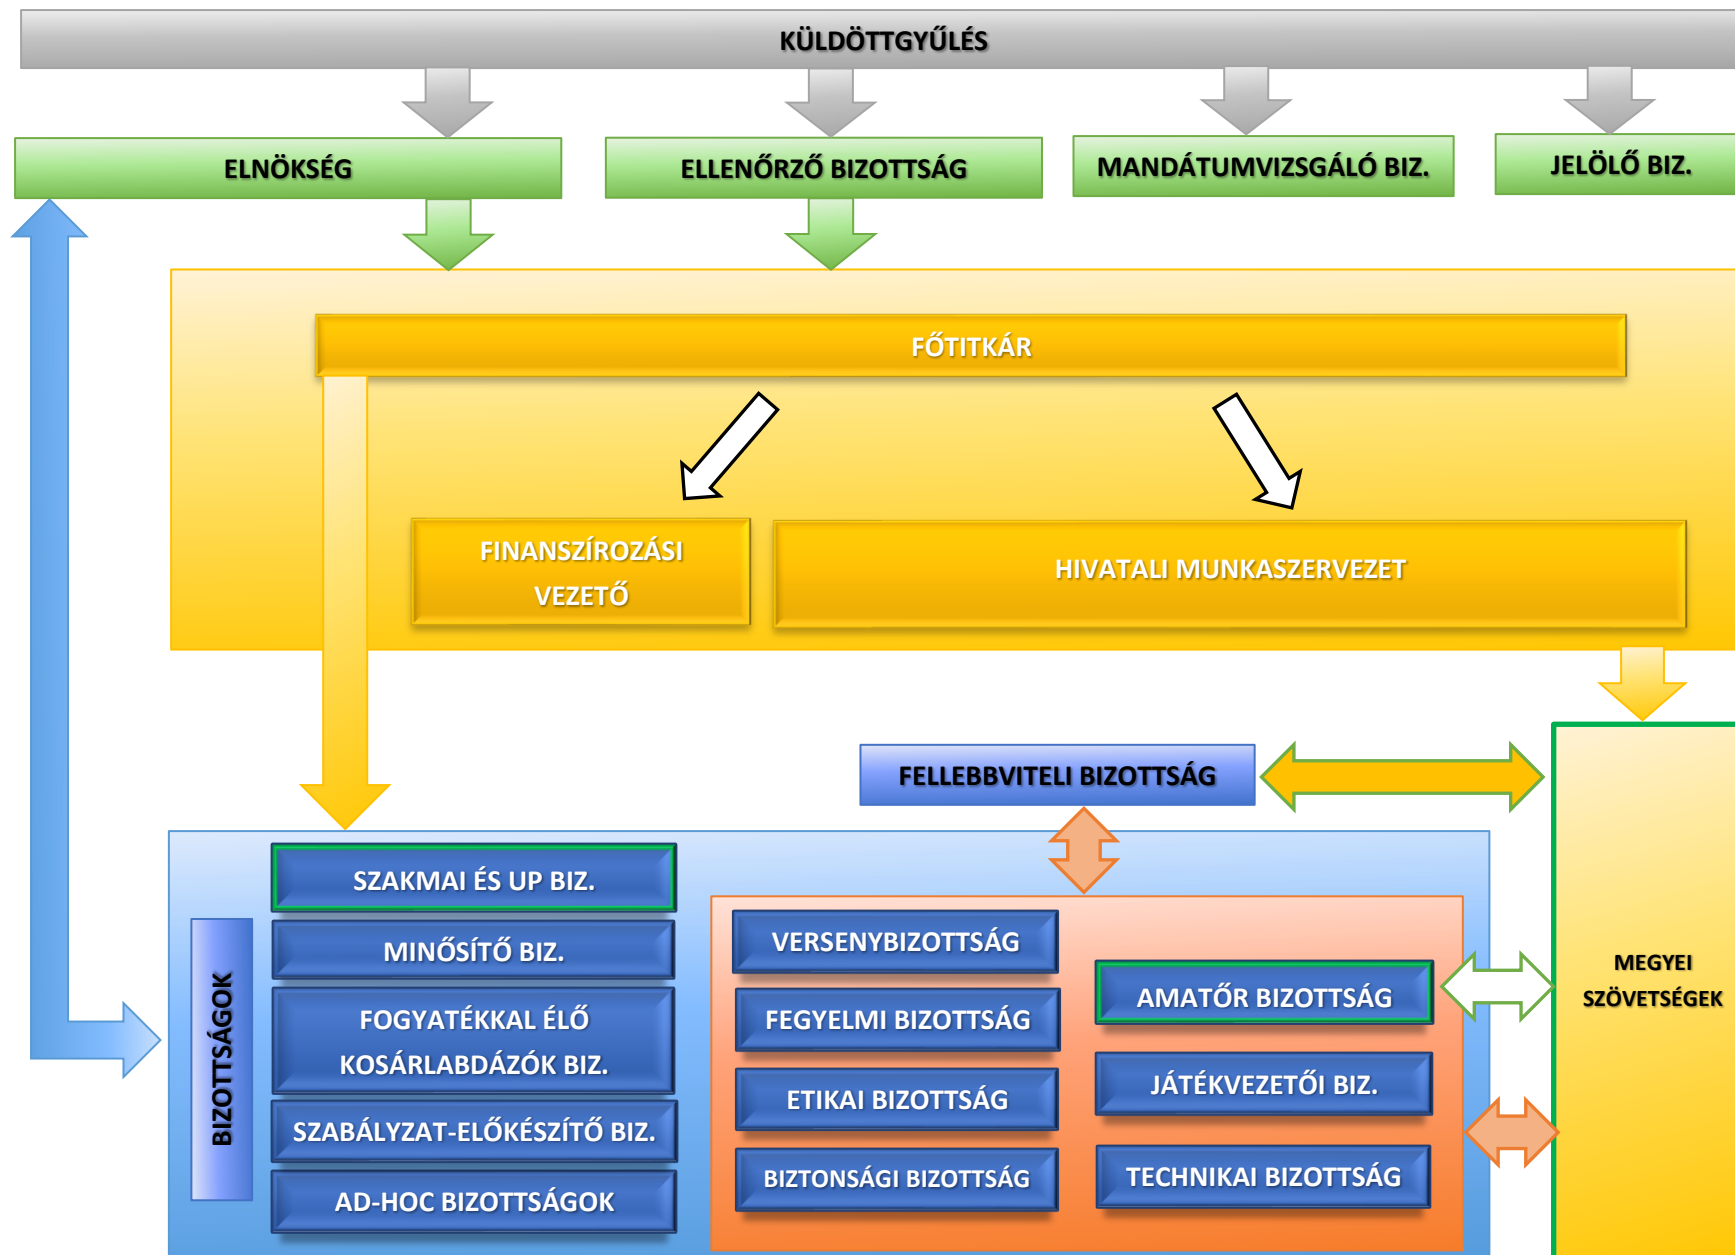 KÜLDÖTTGYŰLÉS
ELNÖKSÉG
ELLENŐRZŐ BIZOTTSÁG
MANDÁTUMVIZSGÁLÓ BIZ.
JELÖLŐ BIZ.
FŐTITKÁR
FINANSZÍROZÁSI
VEZETŐ
HIVATALI MUNKASZERVEZET
FELLEBBVITELI BIZOTTSÁG
BIZOTTSÁGOK
SZAKMAI ÉS UP BIZ.
MINŐSÍTŐ BIZ.
FOGYATÉKKAL ÉLŐ
KOSÁRLABDÁZÓK BIZ.
SZABÁLYZAT-ELŐKÉSZÍTŐ BIZ.
AD-HOC BIZOTTSÁGOK
VERSENYBIZOTTSÁG
FEGYELMI BIZOTTSÁG
ETIKAI BIZOTTSÁG
BIZTONSÁGI BIZOTTSÁG
AMATŐR BIZOTTSÁG
JÁTÉKVEZETŐI BIZ.
TECHNIKAI BIZOTTSÁG
MEGYEI
SZÖVETSÉGEK